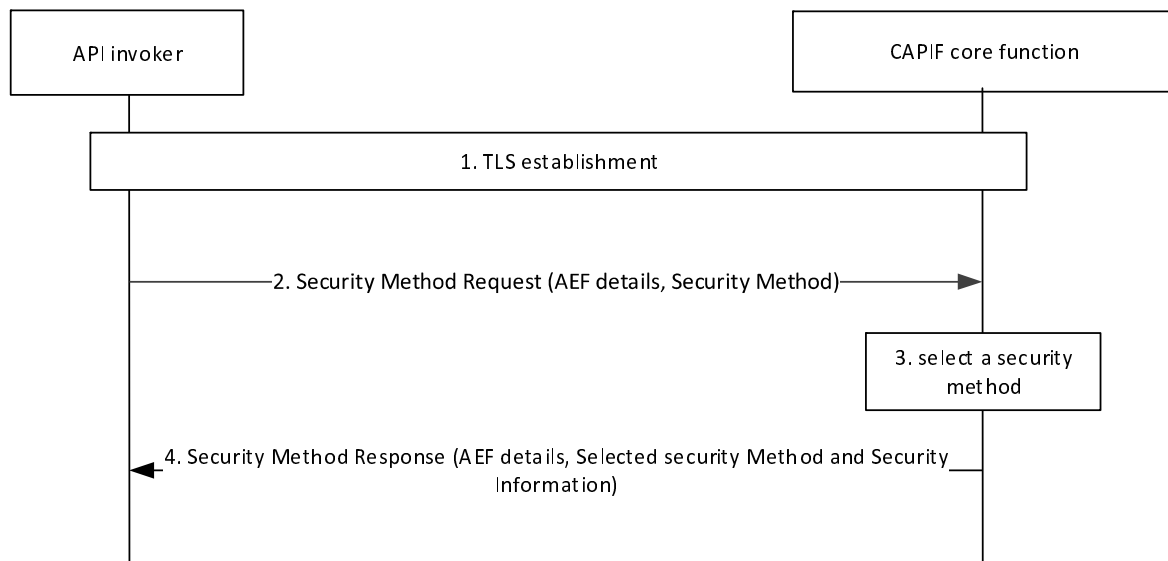 API invoker
CAPIF core function
1. TLS establishment
2. Security Method Request (AEF details, Security Method)
3. select a security
method
4. Security Method Response (AEF details, Selected security Method and Security
Information)